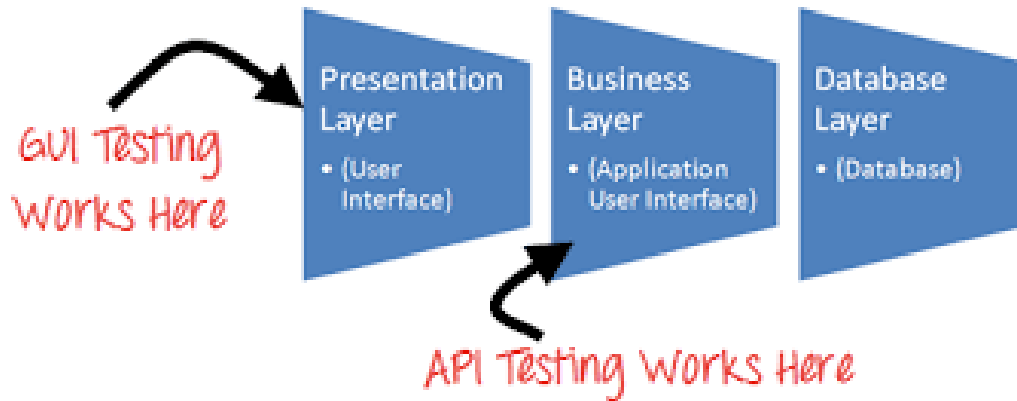 GUI Testing
Works Here
Presentation
Layer
• (User
Interface)
Business
Layer
• (Application
User Interface)
Database
Layer
• (Database)
API Testing Works Here